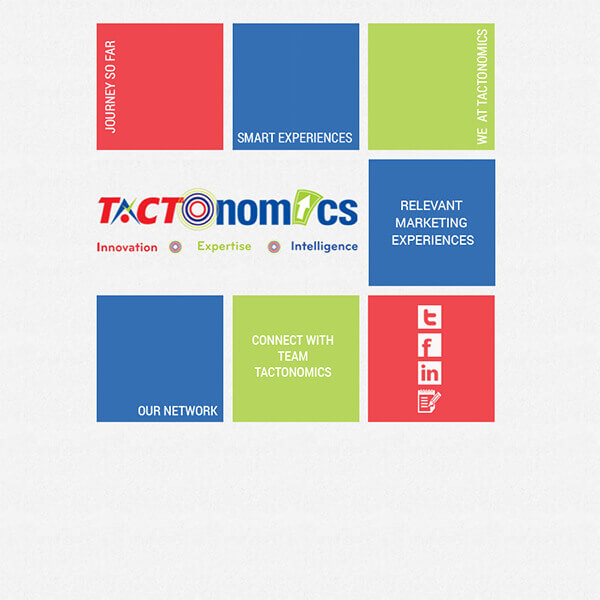 JOURNEY SO FAR
SMART EXPERIENCES
WE AT TACTONOMICS
TACTOnomics
Innovation Expertise Intelligence
RELEVANT
MARKETING
EXPERIENCES
OUR NETWORK
CONNECT WITH
TEAM
TACTONOMICS
t
f
in